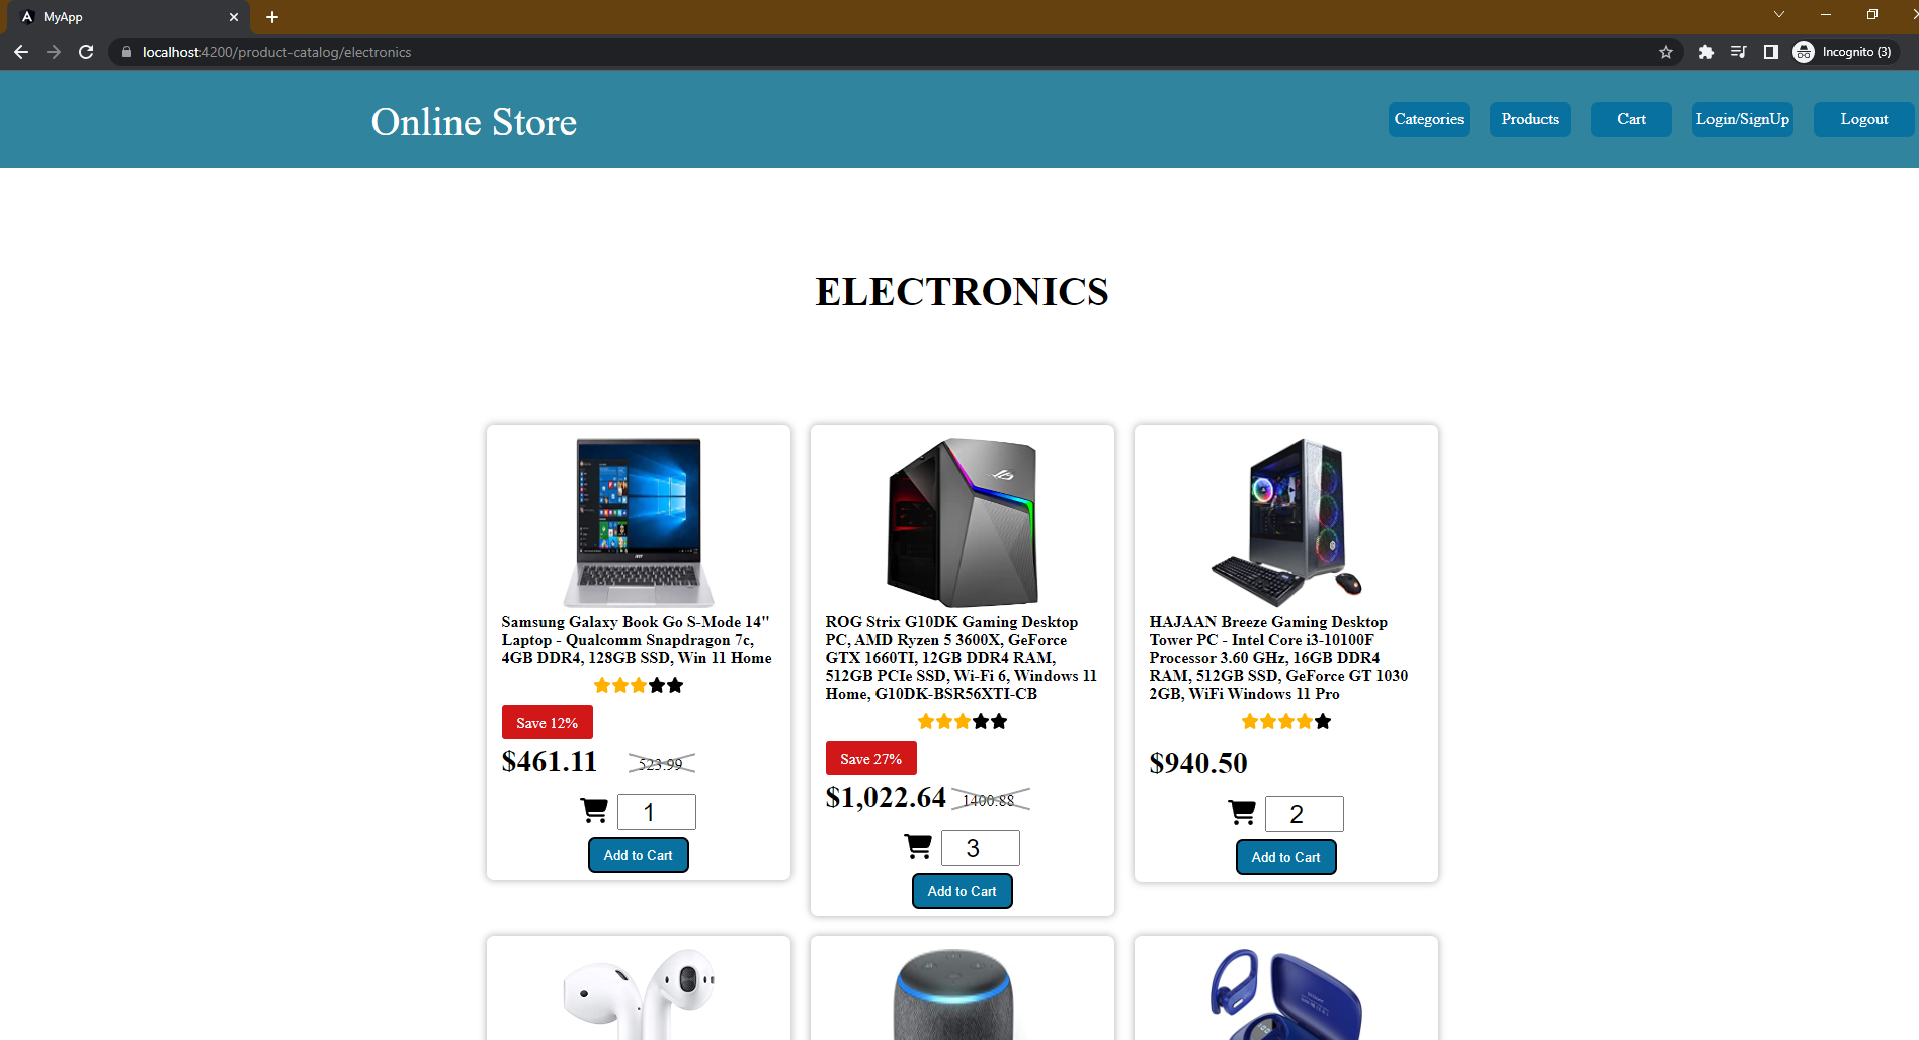 MyApp
localhost:4200/product-catalog/electronics
Incognito (3)
Online Store
Categories
Products
Cart
Login/SignUp
Logout
ELECTRONICS
Samsung Galaxy Book Go S-Mode 14"
Laptop - Qualcomm Snapdragon 7c,
4GB DDR4, 128GB SSD, Win 11 Home
Save 12%
$461.11 523.99
1
Add to Cart
ROG Strix G10DK Gaming Desktop
PC, AMD Ryzen 5 3600X, GeForce
GTX 1660TI, 12GB DDR4 RAM,
512GB PCIe SSD, Wi-Fi 6, Windows 11
Home, G10DK-BSR56XTI-CB
Save 27%
$1,022.64 1400.88
3
Add to Cart
HAJAAN Breeze Gaming Desktop
Tower PC - Intel Core i3-10100F
Processor 3.60 GHz, 16GB DDR4
RAM, 512GB SSD, GeForce GT 1030
2GB, WiFi Windows 11 Pro
$940.50
2
Add to Cart